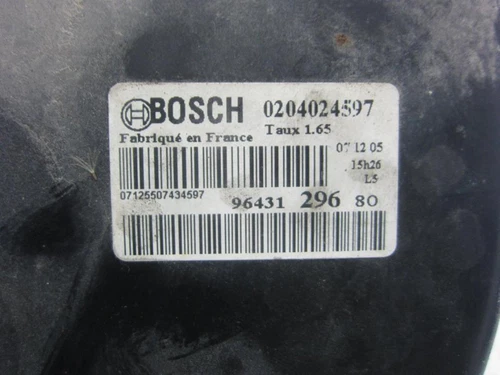 BOSCH 0204024597
Fabriqué en France Taux 1.65
07 12 05
15h26
L5
07125507434597
96431 296 80